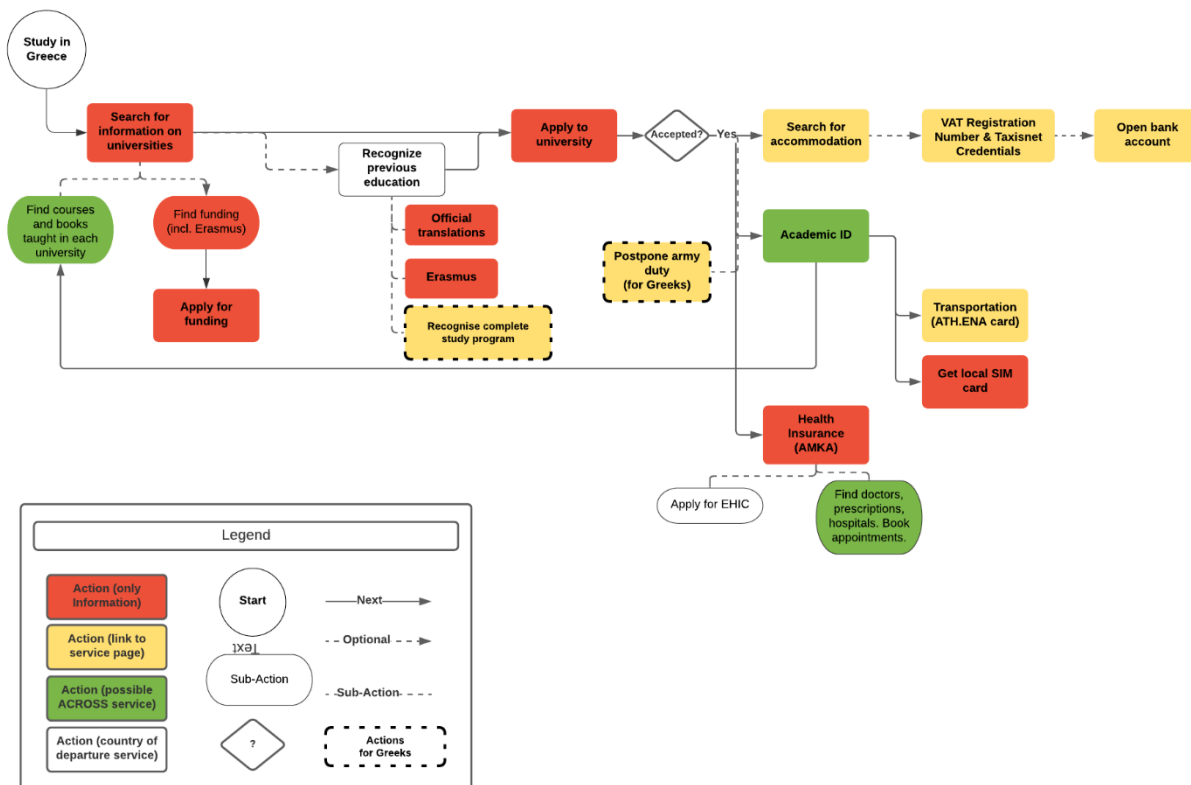 Study in
Greece
Search for
information on
universities
Apply to
university
Accepted?
Yes
Search for
accommodation
VAT Registration
Number & Taxisnet
Credentials
Open bank
account
Recognize
previous
education
Find courses
and books
taught in each
university
Find funding
(incl. Erasmus)
Official
translations
Academic ID
Postpone army
duty
(for Greeks)
Erasmus
Apply for
funding
Transportation
(ATH.ENA card)
Recognise complete
study program
Get local SIM
card
Health
Insurance
(AMKA)
Apply for EHIC
Find doctors,
prescriptions,
hospitals. Book
appointments.
Legend
Action (only
Information)
Start
Next
Action (link to
service page)
Optional
Text
Sub-Action
Action (possible
ACROSS service)
Sub-Action
Action (country of
departure service)
?
Actions
for Greeks